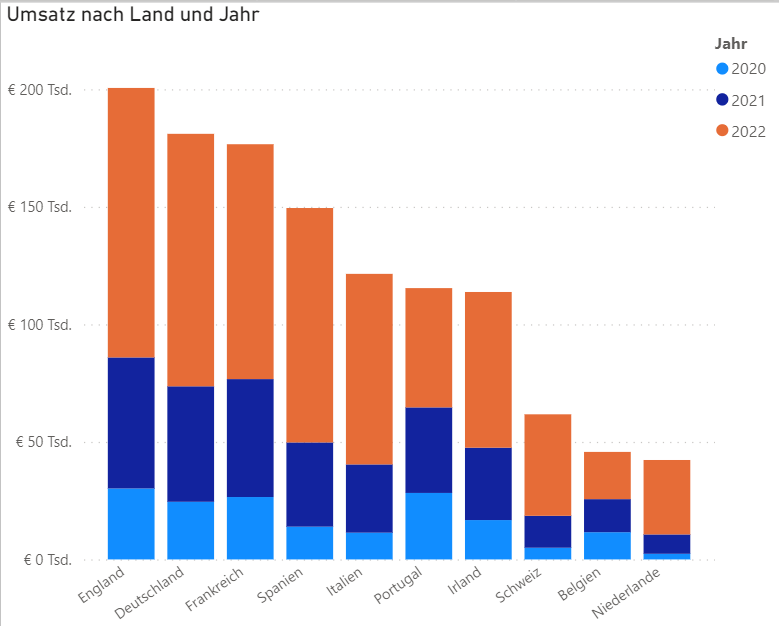 Umsatz nach Land und Jahr
Jahr
2020
2021
2022
€ 200 Tsd.
€ 150 Tsd.
€ 100 Tsd.
€ 50 Tsd.
€ 0 Tsd.
England
Deutschland
Frankreich
Spanien
Italien
Portugal
Irland
Schweiz
Belgien
Niederlande